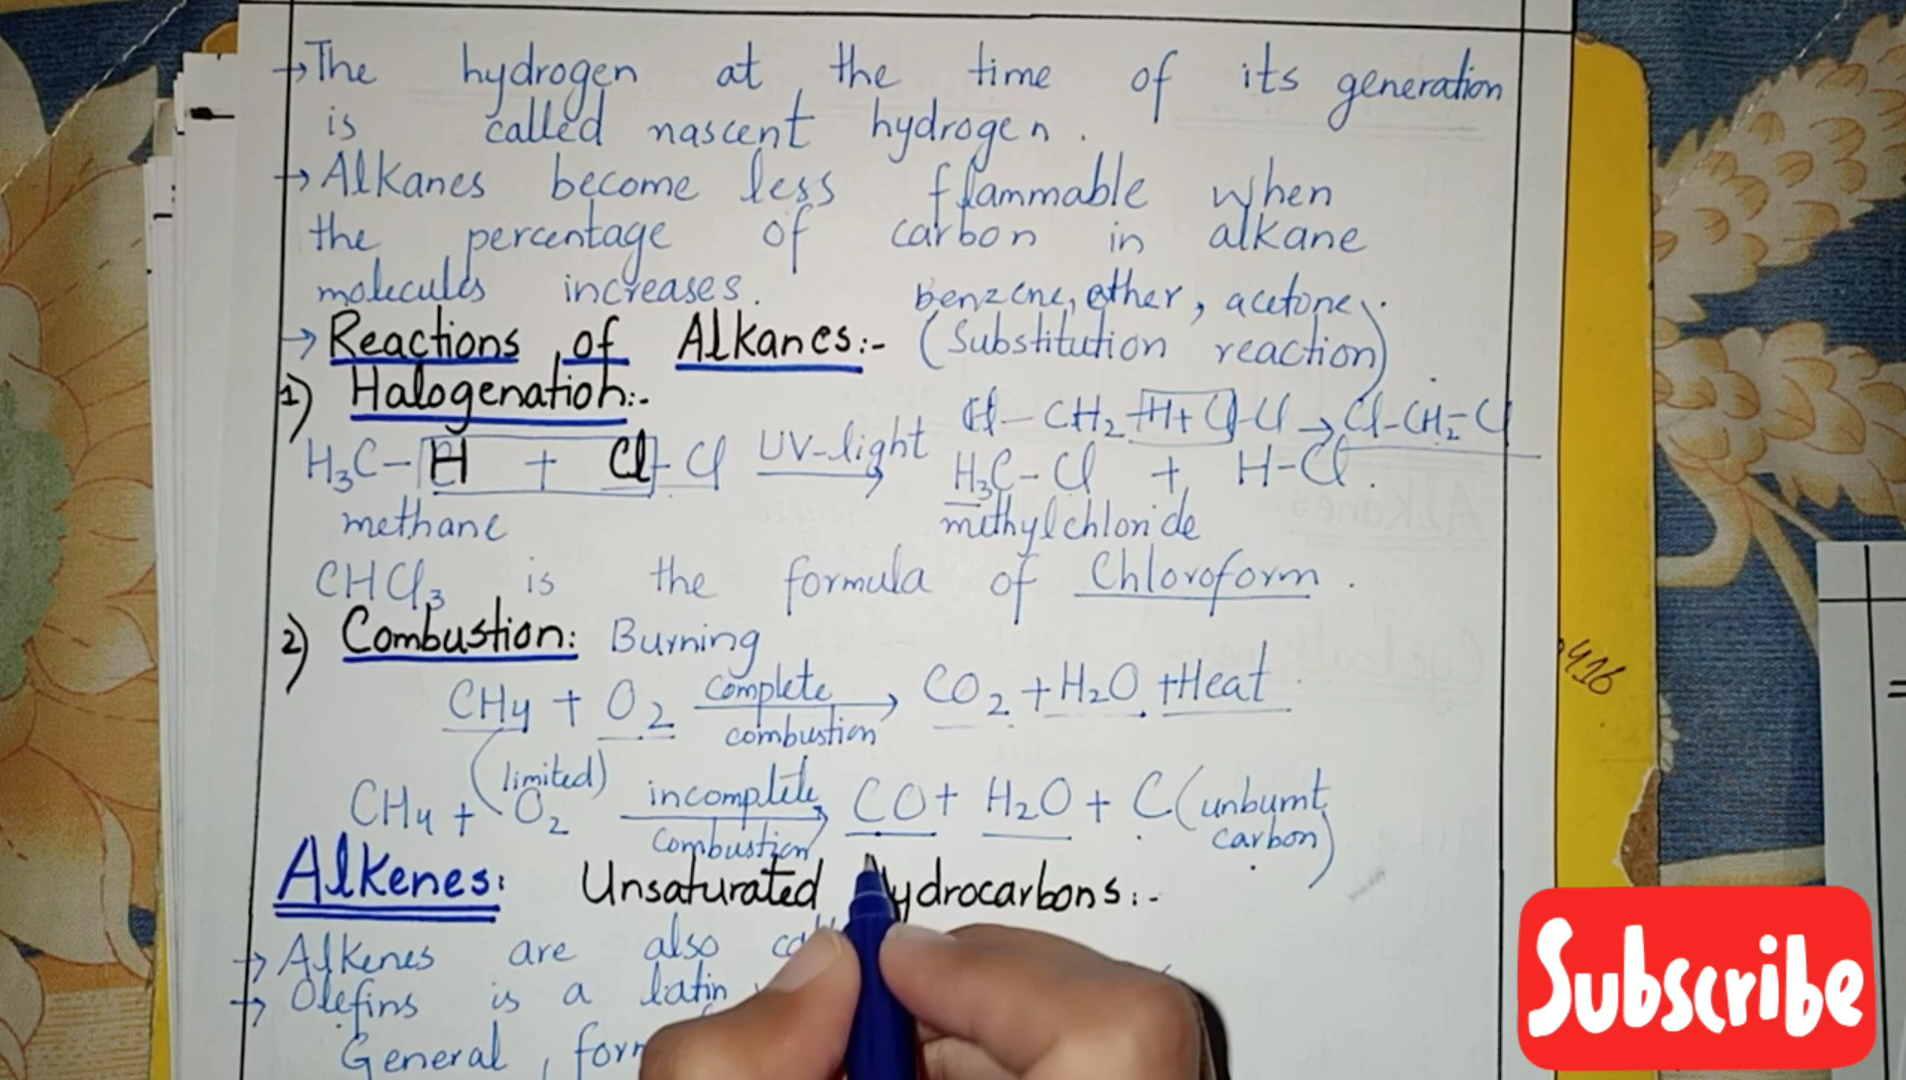 →The hydrogen at the time of its generation
is called nascent hydrogen.
→Alkanes become less flammable when
the percentage of carbon in alkane
molecules increases.
benzene, ether, acetone.
→Reactions of Alkanes:- (Substitution reaction)
1) Halogenation:-
Cl-CH2-H+Cl-Cl→Cl-CH2-Cl
H3C-H + Cl-Cl UV-light H3C-Cl + H-Cl.
methane methylchloride
CHCl3 is the formula of Chloroform.
2) Combustion: Burning
CH4 + O2 complete combustion CO2 + H2O + Heat
CH4 + (limited) O2 incomplete combustion CO + H2O + C (unburnt carbon)
Alkenes: Unsaturated ydrocarbons:-
→Alkenes are also
→Olefins is a latin
General
Subscribe